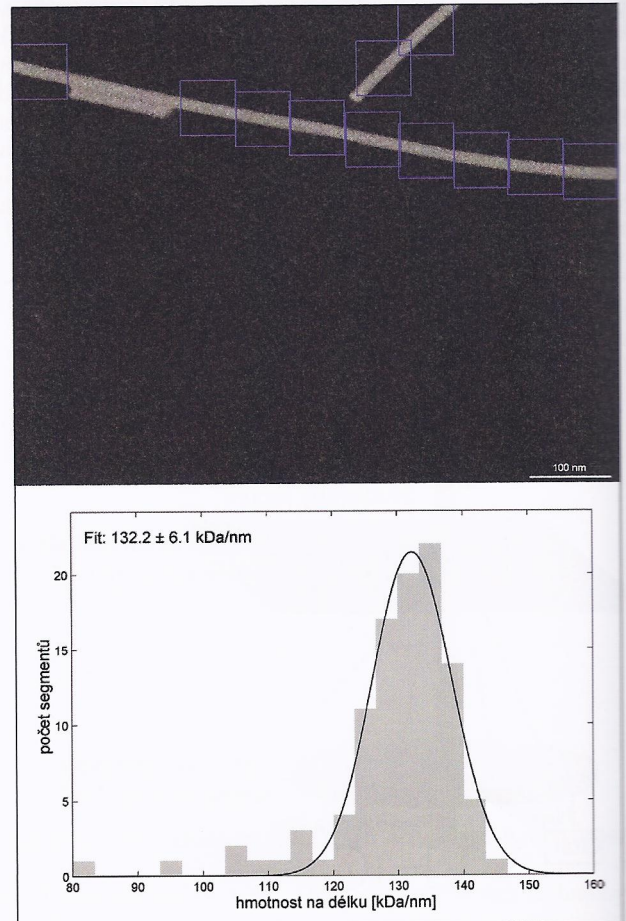 100 nm
Fit: 132.2 ± 6.1 kDa/nm
počet segmentů
20
15
10
5
0
80 90 100 110 120 130 140 150 160
hmotnost na délku [kDa/nm]